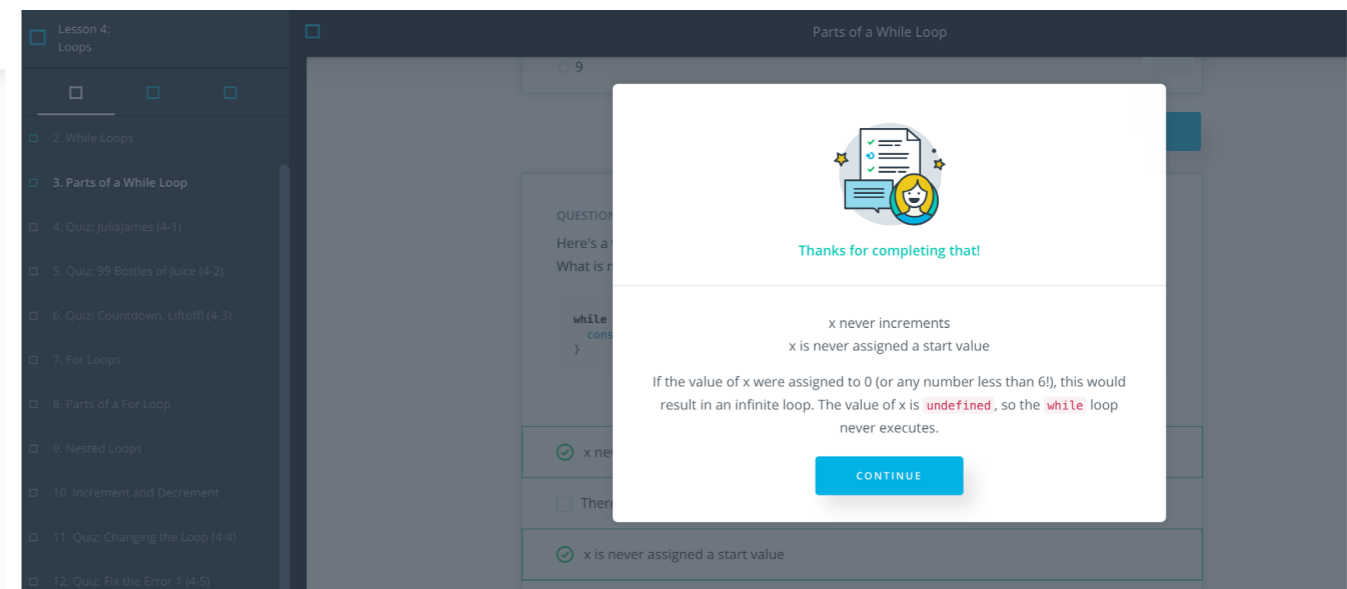 Lesson 4:
Loops
Parts of a While Loop
2. While Loops
3. Parts of a While Loop
4. Quiz: JuliaJames (4-1)
5. Quiz: 99 Bottles of Juice (4-2)
6. Quiz: Countdown, Liftoff! (4-3)
7. For Loops
8. Parts of a For Loop
9. Nested Loops
10. Increment and Decrement
11. Quiz: Changing the Loop (4-4)
12. Quiz: Fix the Error 1 (4-5)
9
QUESTION
Here's a
What is
while
cons
}
x nev
Ther
x is never assigned a start value
Thanks for completing that!
x never increments
x is never assigned a start value
If the value of x were assigned to 0 (or any number less than 6!), this would
result in an infinite loop. The value of x is undefined, so the while loop
never executes.
CONTINUE